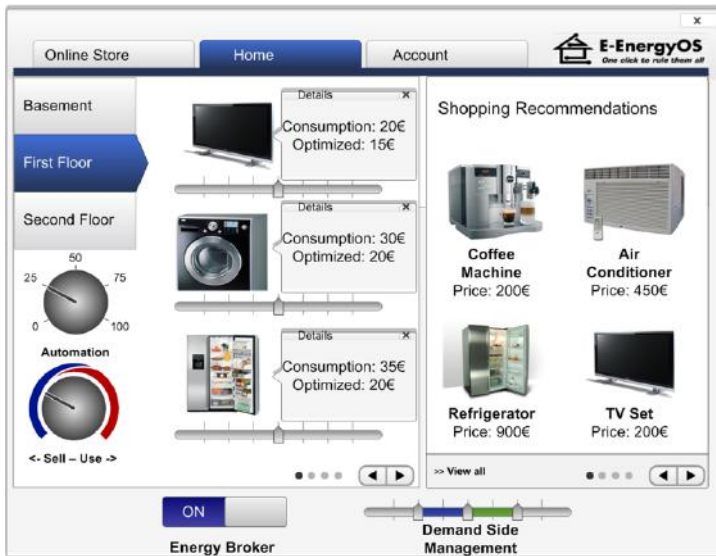 x
Online Store
Home
Account
E-EnergyOS
One click to rule them all
Basement
First Floor
Second Floor
0
25
50
75
100
Automation
<- Sell – Use ->
Details
Consumption: 20€
Optimized: 15€
Details
Consumption: 30€
Optimized: 20€
Details
Consumption: 35€
Optimized: 20€
Shopping Recommendations
Coffee
Machine
Price: 200€
Air
Conditioner
Price: 450€
Refrigerator
Price: 900€
TV Set
Price: 200€
>> View all
ON
Energy Broker
Demand Side
Management